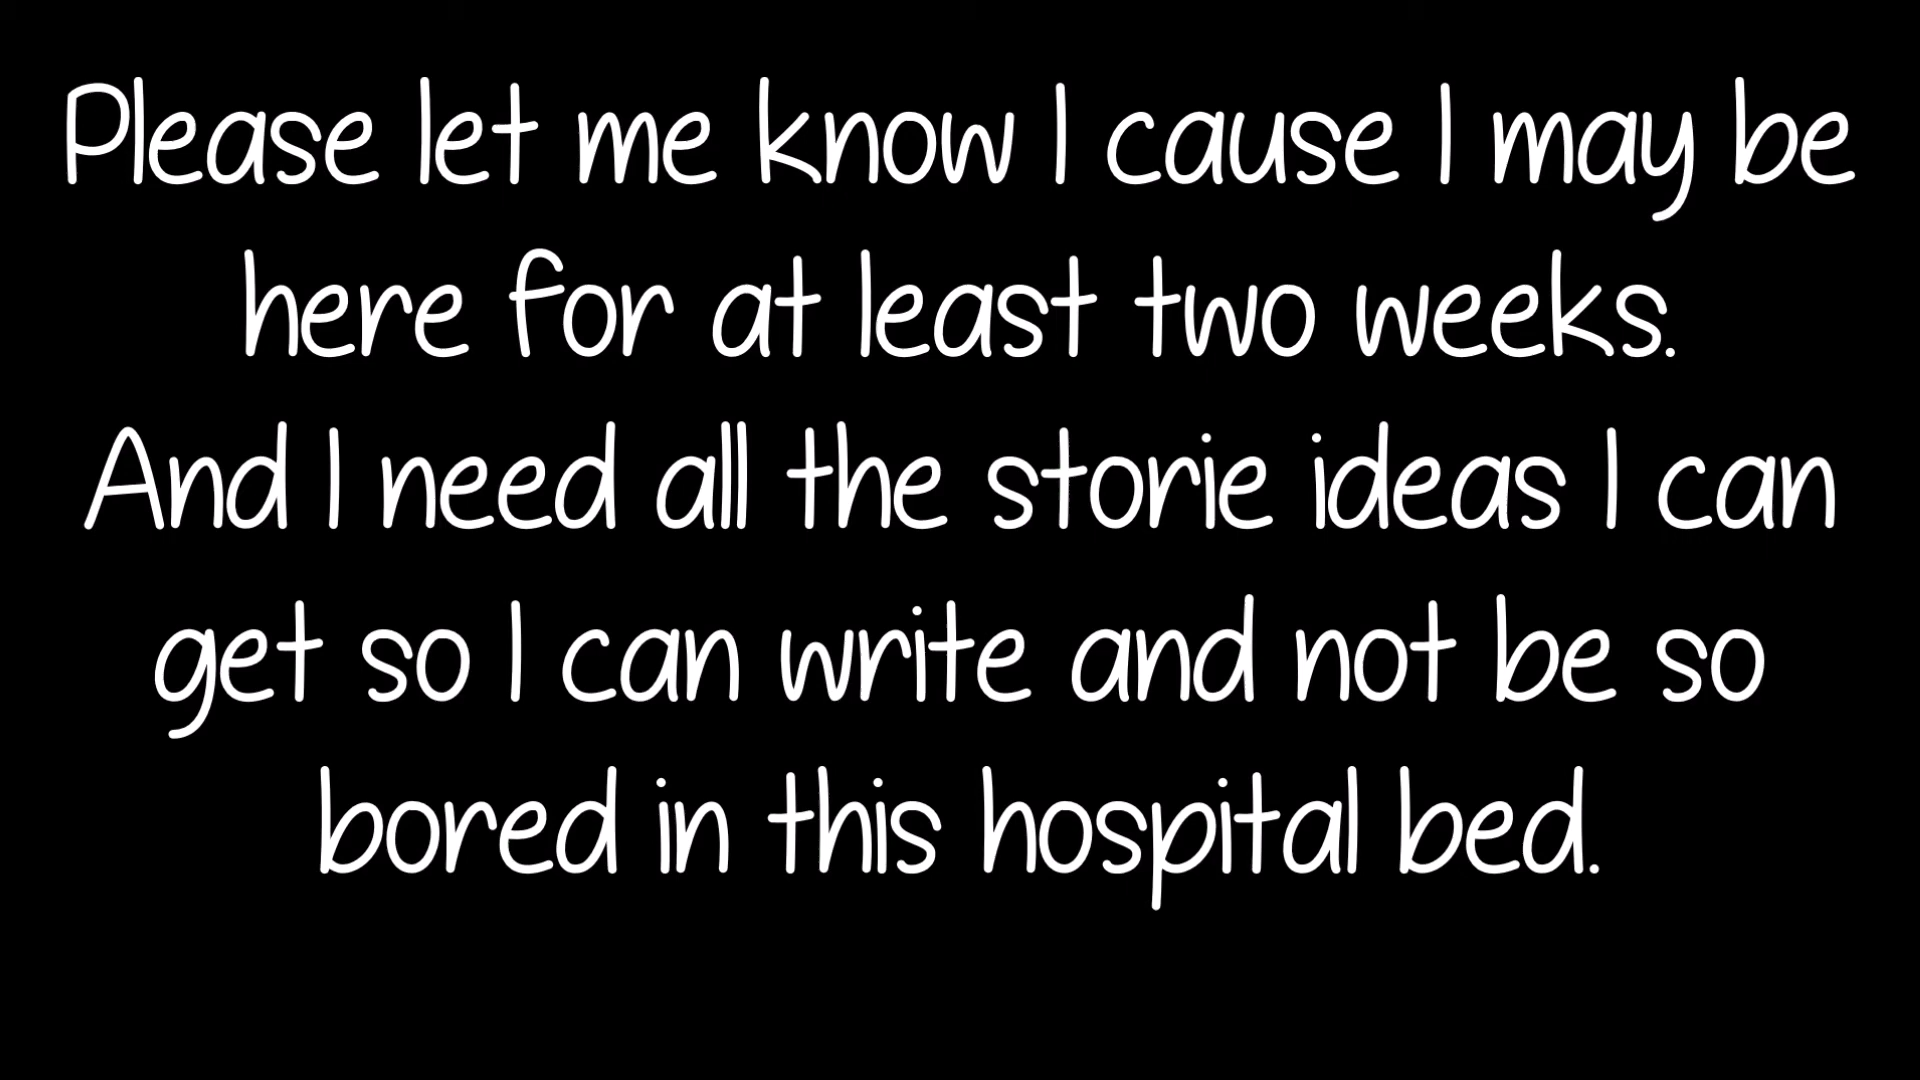 Please let me know I cause I may be
here for at least two weeks.
And I need all the storie ideas I can
get so I can write and not be so
bored in this hospital bed.